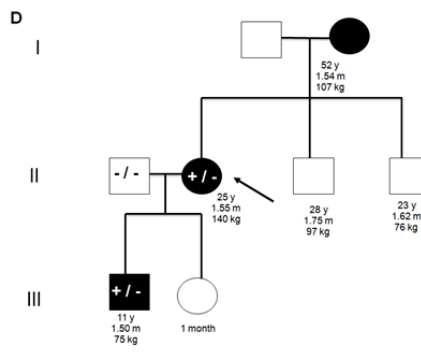 D
I
52 y
1.54 m
107 kg
II
- / -
+ / -
25 y
1.55 m
140 kg
28 y
1.75 m
97 kg
23 y
1.62 m
76 kg
III
+ / -
11 y
1.50 m
75 kg
1 month